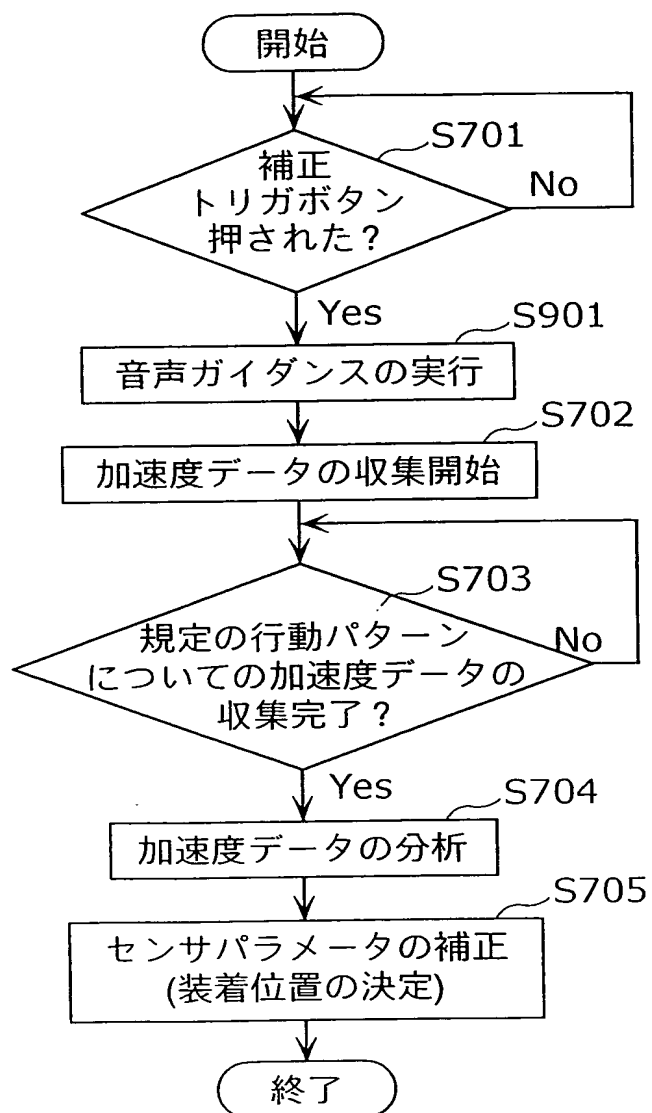 開始
S701
補正
トリガボタン
押された？
No
Yes
S901
音声ガイダンスの実行
S702
加速度データの収集開始
S703
規定の行動パターン
についての加速度データの
収集完了？
No
Yes
S704
加速度データの分析
S705
センサパラメータの補正
(装着位置の決定)
終了